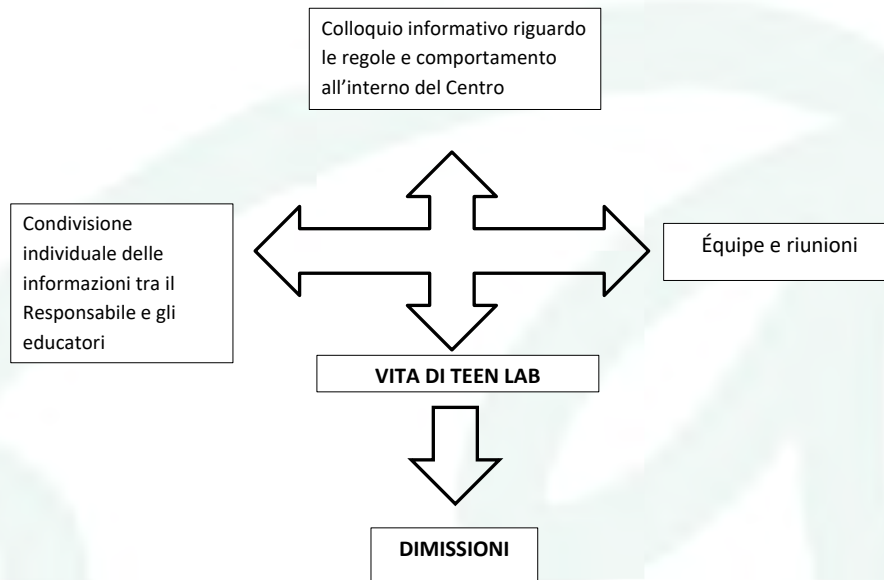 Colloquio informativo riguardo
le regole e comportamento
all'interno del Centro
Condivisione
individuale delle
informazioni tra il
Responsabile e gli
educatori
Équipe e riunioni
VITA DI TEEN LAB
DIMISSIONI